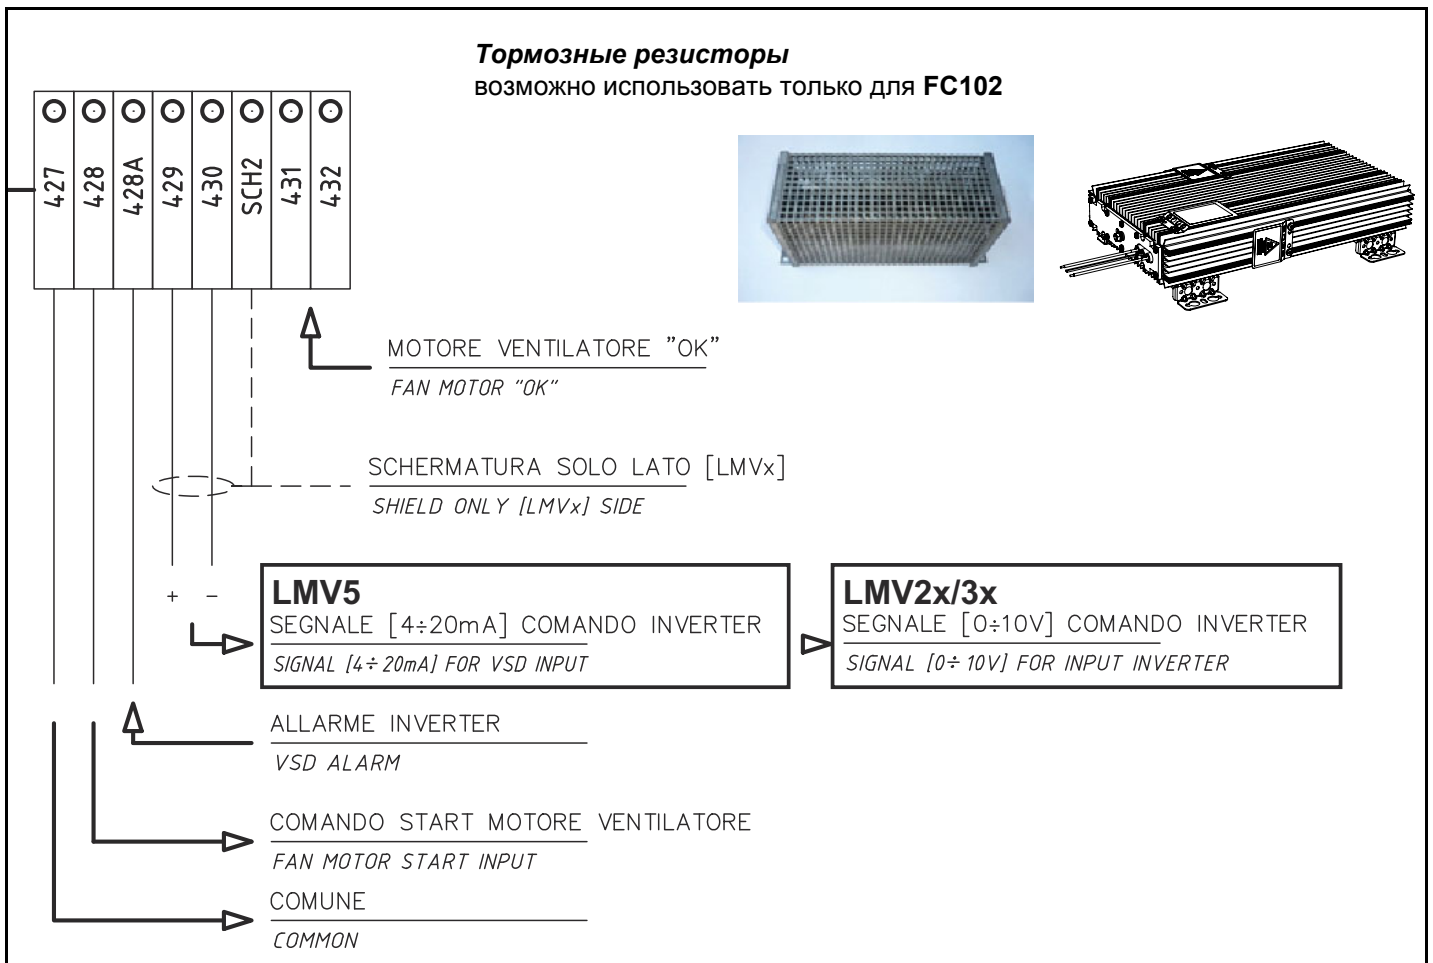 Тормозные резисторы
возможно использовать только для FC102
427
428
428A
429
430
SCH2
431
432
MOTORE VENTILATORE ”OK”
FAN MOTOR "OK"
SCHERMATURA SOLO LATO [LMVx]
SHIELD ONLY [LMVx] SIDE
+ −
LMV5
SEGNALE [4÷20mA] COMANDO INVERTER
SIGNAL [4÷20mA] FOR VSD INPUT
LMV2x/3x
SEGNALE [0÷10V] COMANDO INVERTER
SIGNAL [0÷10V] FOR INPUT INVERTER
ALLARME INVERTER
VSD ALARM
COMANDO START MOTORE VENTILATORE
FAN MOTOR START INPUT
COMUNE
COMMON